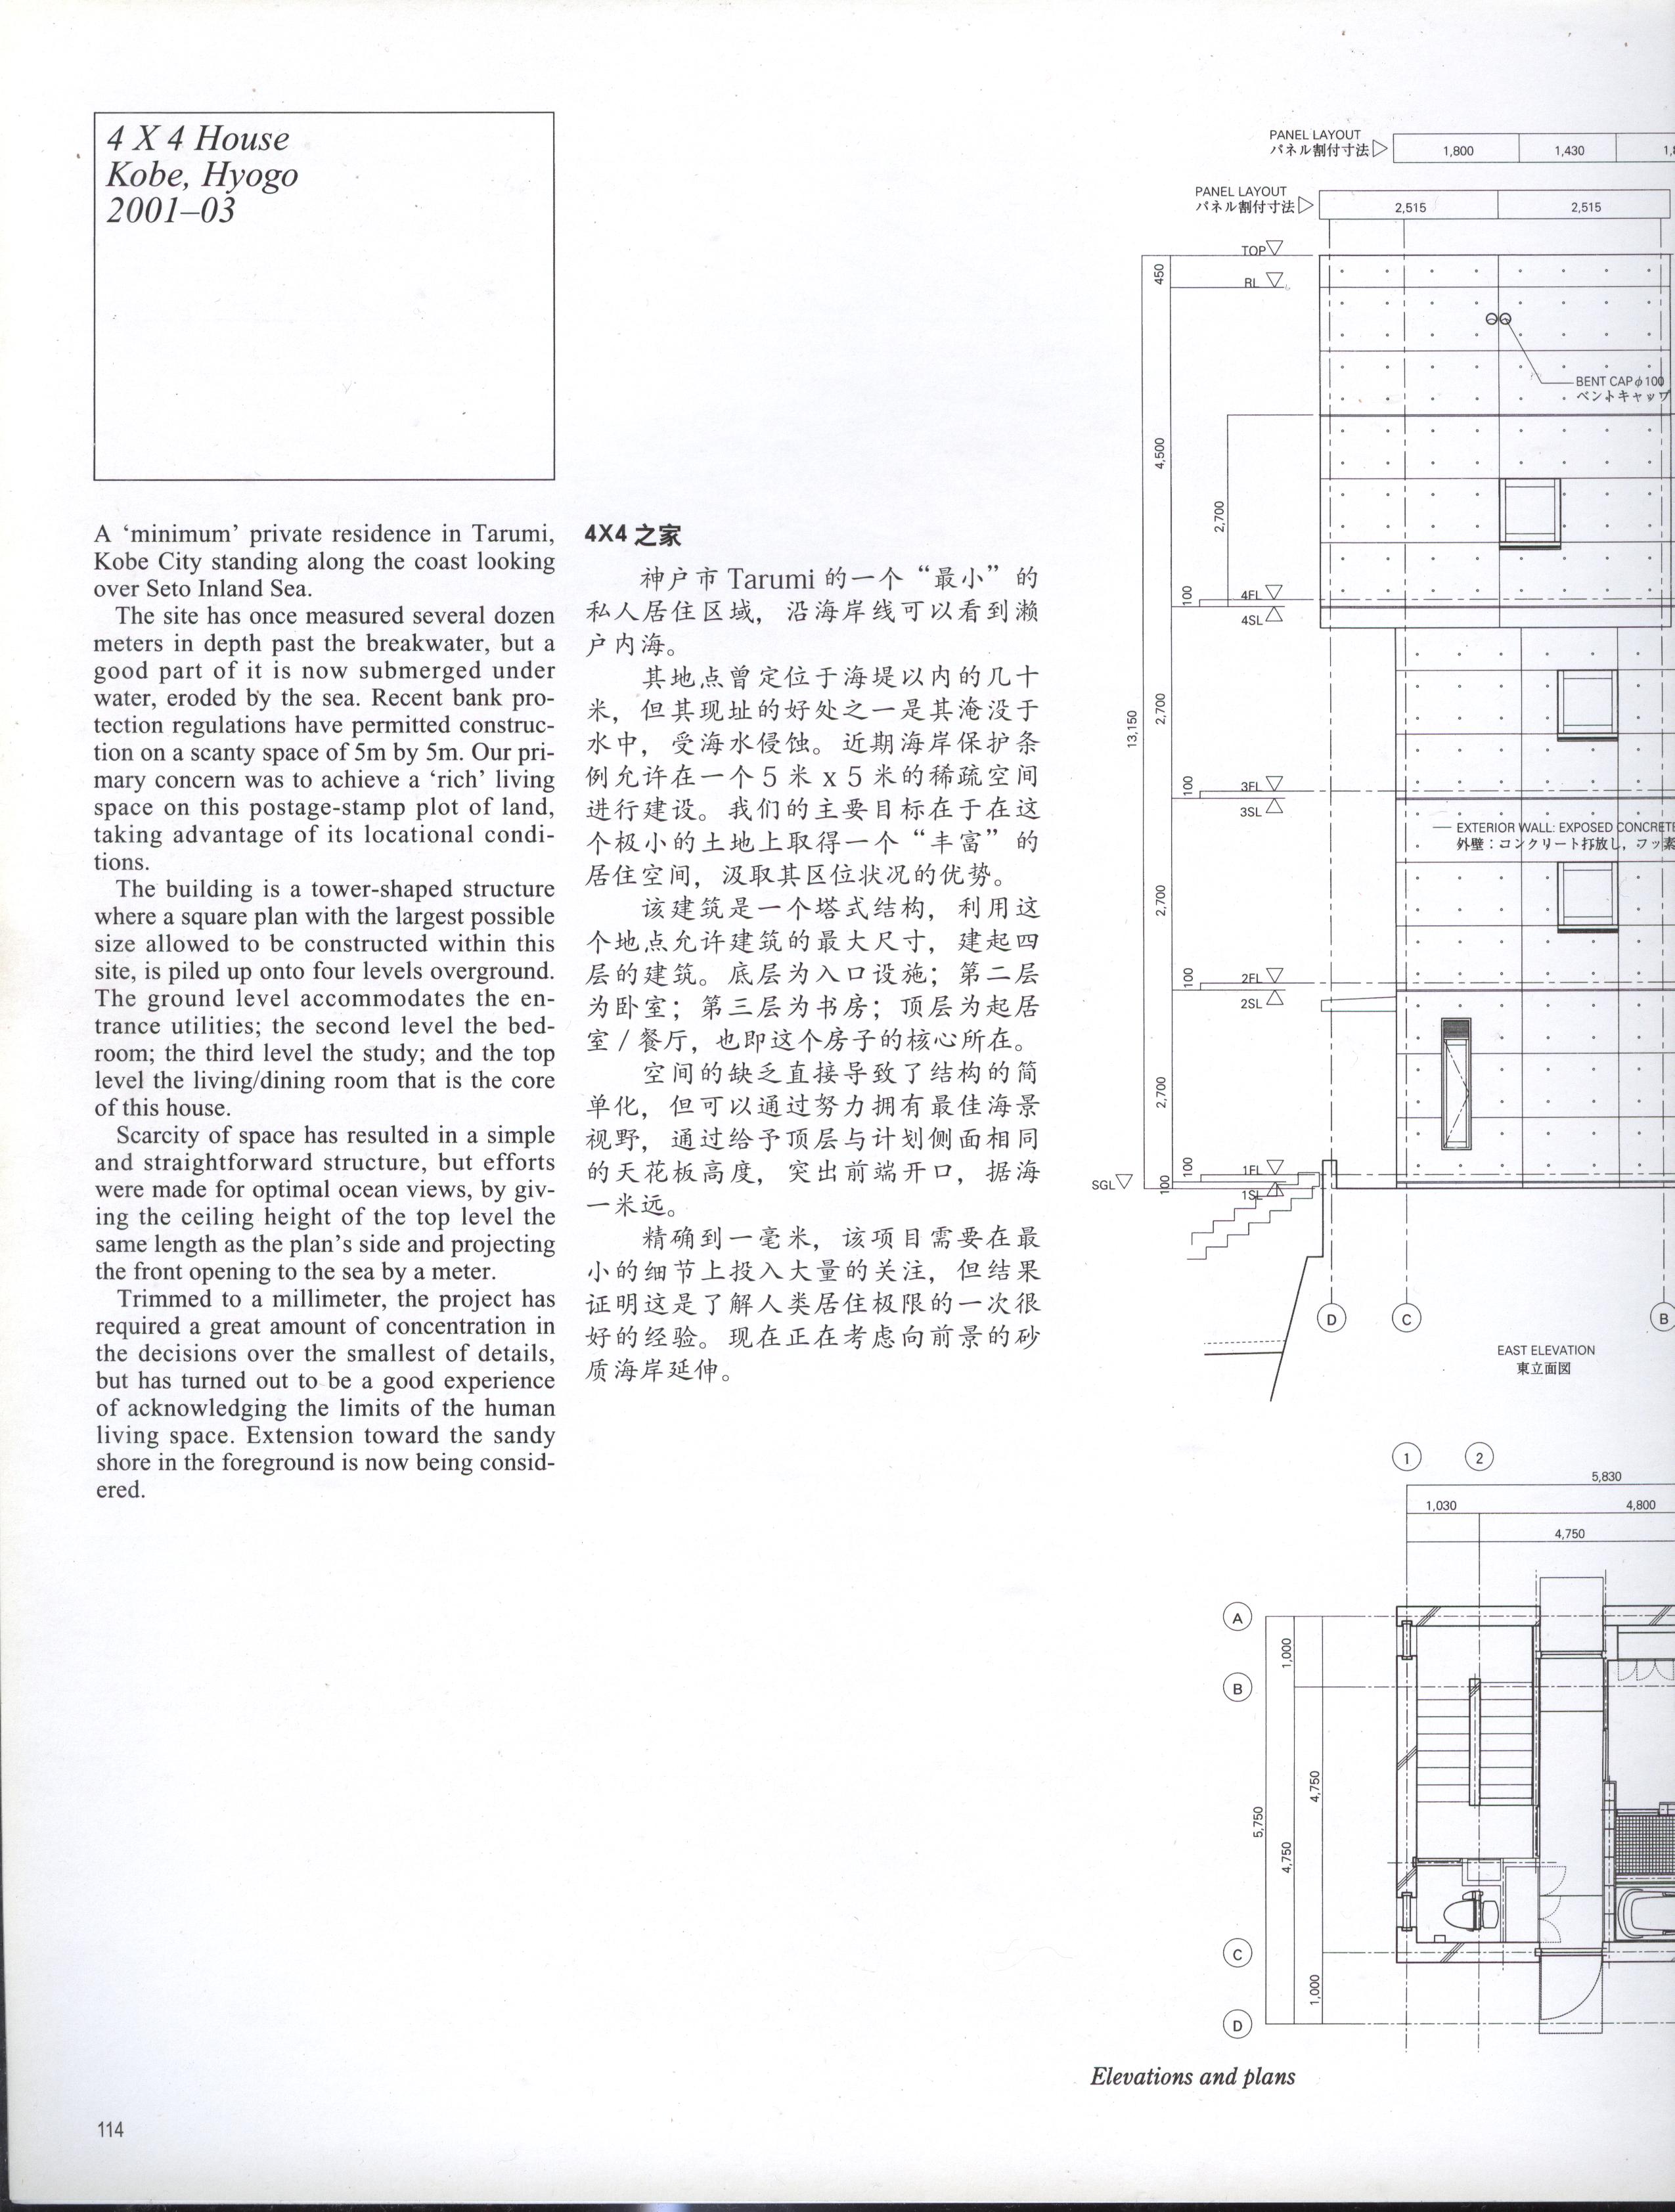 4 X 4 House
Kobe, Hyogo
2001–03
A ‘minimum’ private residence in Tarumi,
Kobe City standing along the coast looking
over Seto Inland Sea.
The site has once measured several dozen
meters in depth past the breakwater, but a
good part of it is now submerged under
water, eroded by the sea. Recent bank pro-
tection regulations have permitted construc-
tion on a scanty space of 5m by 5m. Our pri-
mary concern was to achieve a ‘rich’ living
space on this postage-stamp plot of land,
taking advantage of its locational condi-
tions.
The building is a tower-shaped structure
where a square plan with the largest possible
size allowed to be constructed within this
site, is piled up onto four levels overground.
The ground level accommodates the en-
trance utilities; the second level the bed-
room; the third level the study; and the top
level the living/dining room that is the core
of this house.
Scarcity of space has resulted in a simple
and straightforward structure, but efforts
were made for optimal ocean views, by giv-
ing the ceiling height of the top level the
same length as the plan’s side and projecting
the front opening to the sea by a meter.
Trimmed to a millimeter, the project has
required a great amount of concentration in
the decisions over the smallest of details,
but has turned out to be a good experience
of acknowledging the limits of the human
living space. Extension toward the sandy
shore in the foreground is now being consid-
ered.
4X4 之家
神户市 Tarumi 的一个“最小”的
私人居住区域，沿海岸线可以看到濑
户内海。
其地点曾定位于海堤以内的几十
米，但其现址的好处之一是其淹没于
水中，受海水侵蚀。近期海岸保护条
例允许在一个 5 米 x 5 米的稀疏空间
进行建设。我们的主要目标在于在这
个极小的土地上取得一个“丰富”的
居住空间，汲取其区位状况的优势。
该建筑是一个塔式结构，利用这
个地点允许建筑的最大尺寸，建起四
层的建筑。底层为入口设施；第二层
为卧室；第三层为书房；顶层为起居
室 / 餐厅，也即这个房子的核心所在。
空间的缺乏直接导致了结构的简
单化，但可以通过努力拥有最佳海景
视野，通过给予顶层与计划侧面相同
的天花板高度，突出前端开口，据海
一米远。
精确到一毫米，该项目需要在最
小的细节上投入大量的关注，但结果
证明这是了解人类居住极限的一次很
好的经验。现在正在考虑向前景的砂
质海岸延伸。
PANEL LAYOUT
パネル割付寸法
1,800
1,430
PANEL LAYOUT
パネル割付寸法
2,515
2,515
TOP
450
RL
BENT CAP φ100
ベントキャップ
4,500
2,700
100
4FL
4SL
13,150
2,700
100
3FL
3SL
EXTERIOR WALL: EXPOSED CONCRETE
外壁：コンクリート打放し，フッ素
2,700
100
2FL
2SL
2,700
100
1FL
SGL
100
1SL
D
C
B
EAST ELEVATION
東立面図
1
2
5,830
1,030
4,800
4,750
A
1,000
B
4,750
5,750
4,750
C
1,000
D
Elevations and plans
114